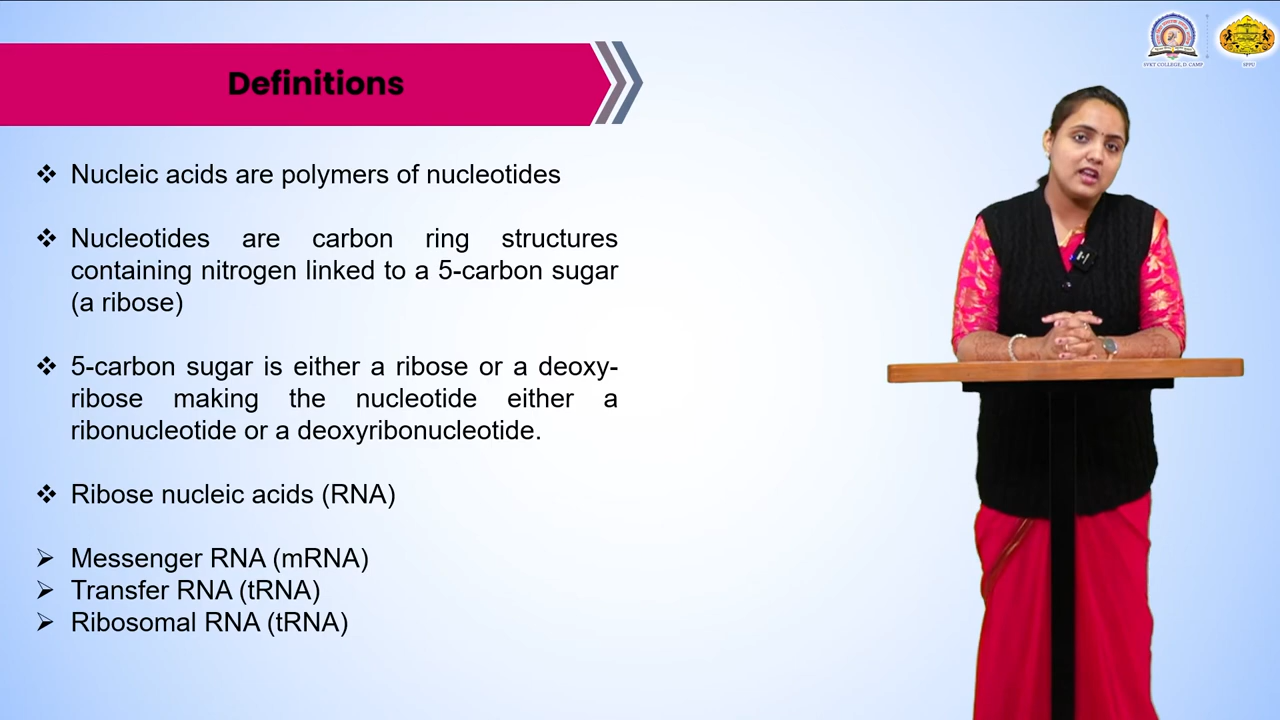 Definitions
Nucleic acids are polymers of nucleotides
Nucleotides are carbon ring structures
containing nitrogen linked to a 5-carbon sugar
(a ribose)
5-carbon sugar is either a ribose or a deoxy-
ribose making the nucleotide either a
ribonucleotide or a deoxyribonucleotide.
Ribose nucleic acids (RNA)
Messenger RNA (mRNA)
Transfer RNA (tRNA)
Ribosomal RNA (tRNA)
SPPU